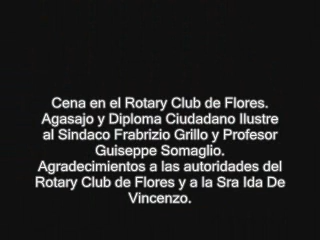 Cena en el Rotary Club de Flores.
Agasajo y Diploma Ciudadano Ilustre
al Sindaco Frabrizio Grillo y Profesor
Guiseppe Somaglio.
Agradecimientos a las autoridades del
Rotary Club de Flores y a la Sra Ida De
Vincenzo.